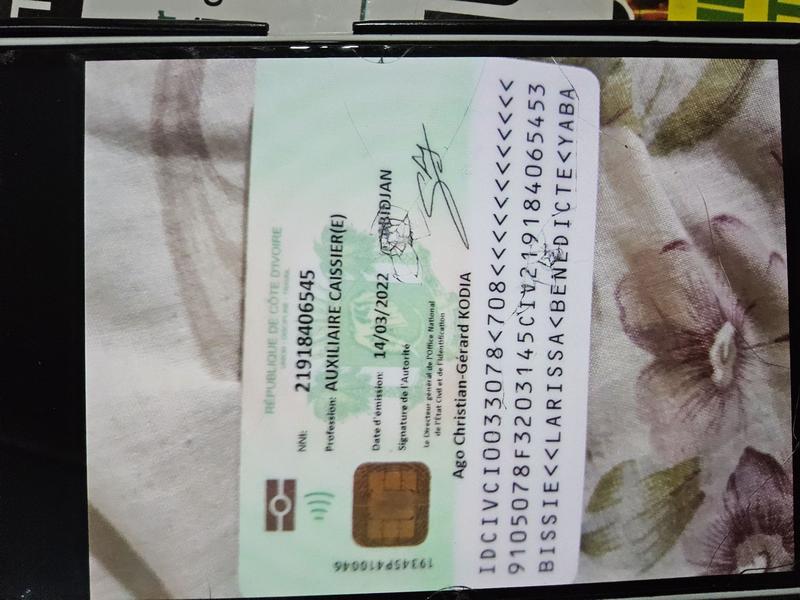 RÉPUBLIQUE DE CÔTE D'IVOIRE
NNI: 21918406545
Profession: AUXILIAIRE CAISSIER(E)
Date d'émission: 14/03/2022
Signature de l'Autorité
Le Directeur général de l'Office National
de l'État Civil et de l'Identification
Ago Christian-Gérard KODIA
IDCIVCI0033078<708<<<<<<<<<<<<
9105078F3203145CIV219184065453
BISSIE<<LARISSA<BENEDICTE<YABA